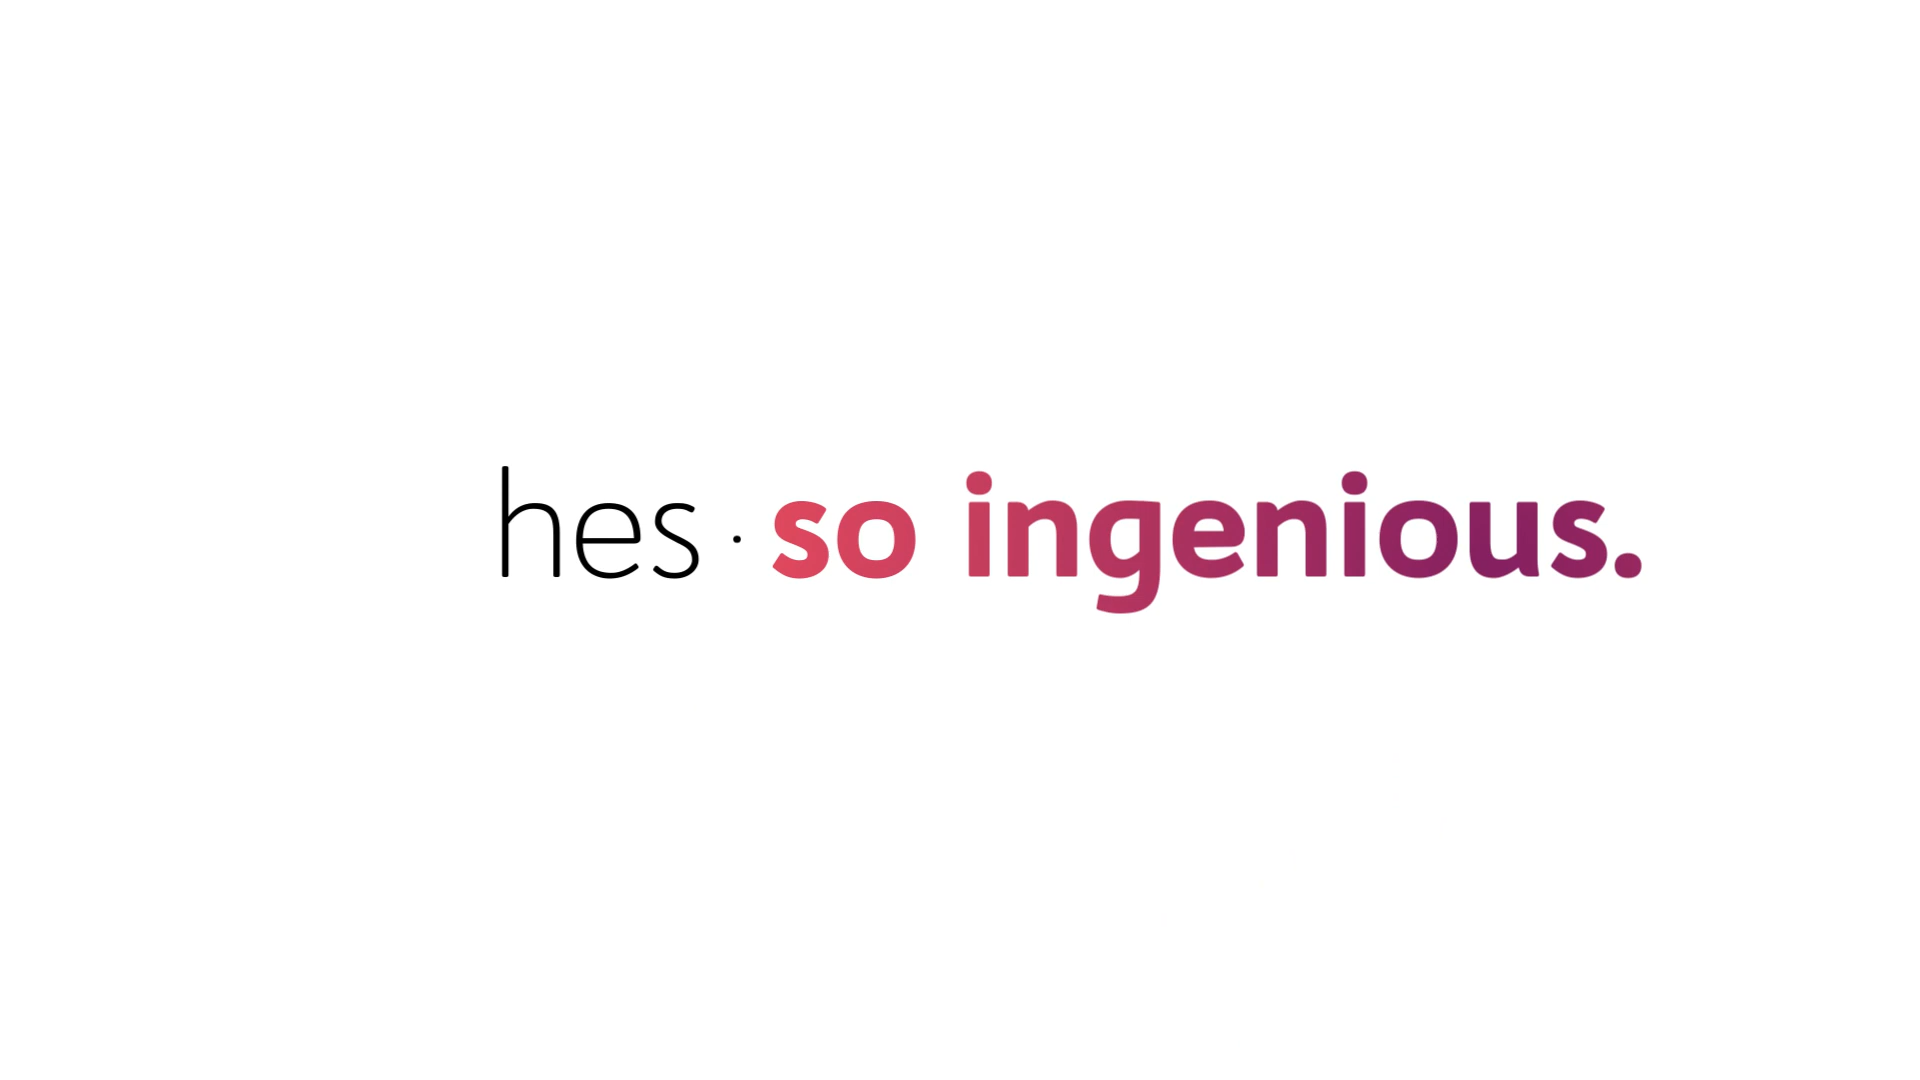 hes · so ingenious.